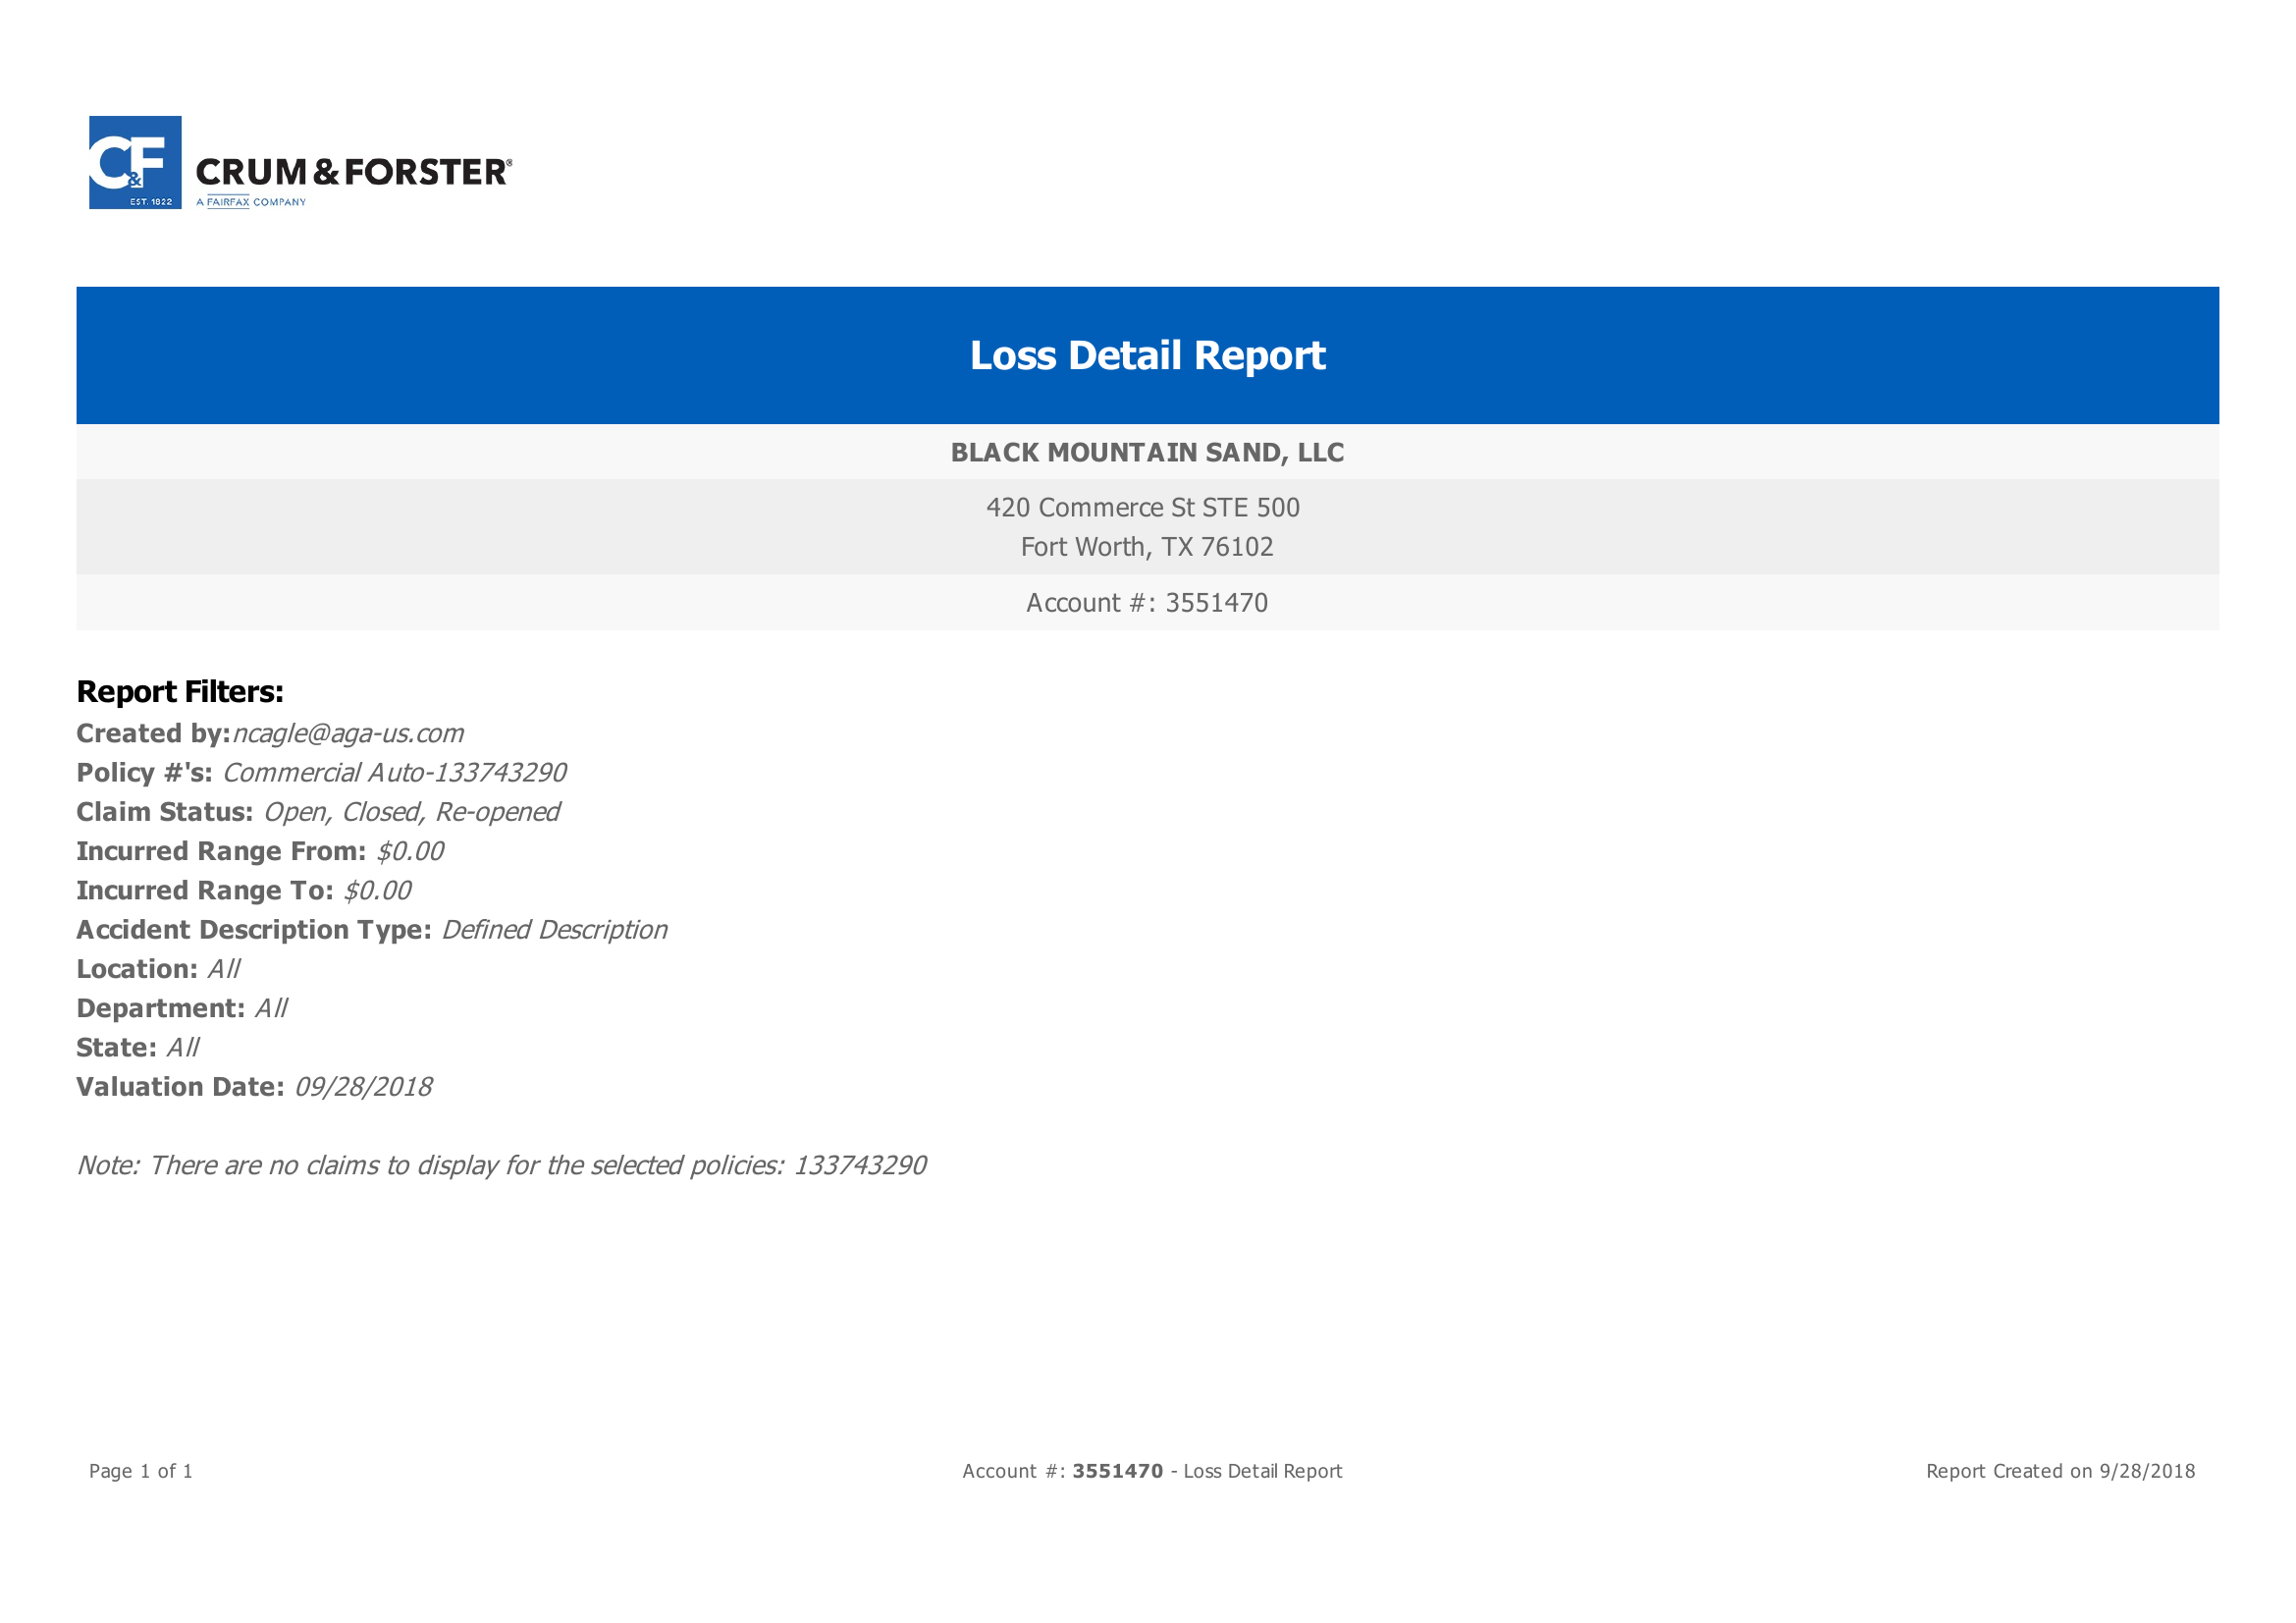 C&F
EST. 1822
CRUM & FORSTER®
A FAIRFAX COMPANY
Loss Detail Report
BLACK MOUNTAIN SAND, LLC
420 Commerce St STE 500
Fort Worth, TX 76102
Account #: 3551470
Report Filters:
Created by:ncagle@aga-us.com
Policy #'s: Commercial Auto-133743290
Claim Status: Open, Closed, Re-opened
Incurred Range From: $0.00
Incurred Range To: $0.00
Accident Description Type: Defined Description
Location: All
Department: All
State: All
Valuation Date: 09/28/2018
Note: There are no claims to display for the selected policies: 133743290
Page 1 of 1
Account #: 3551470 - Loss Detail Report
Report Created on 9/28/2018